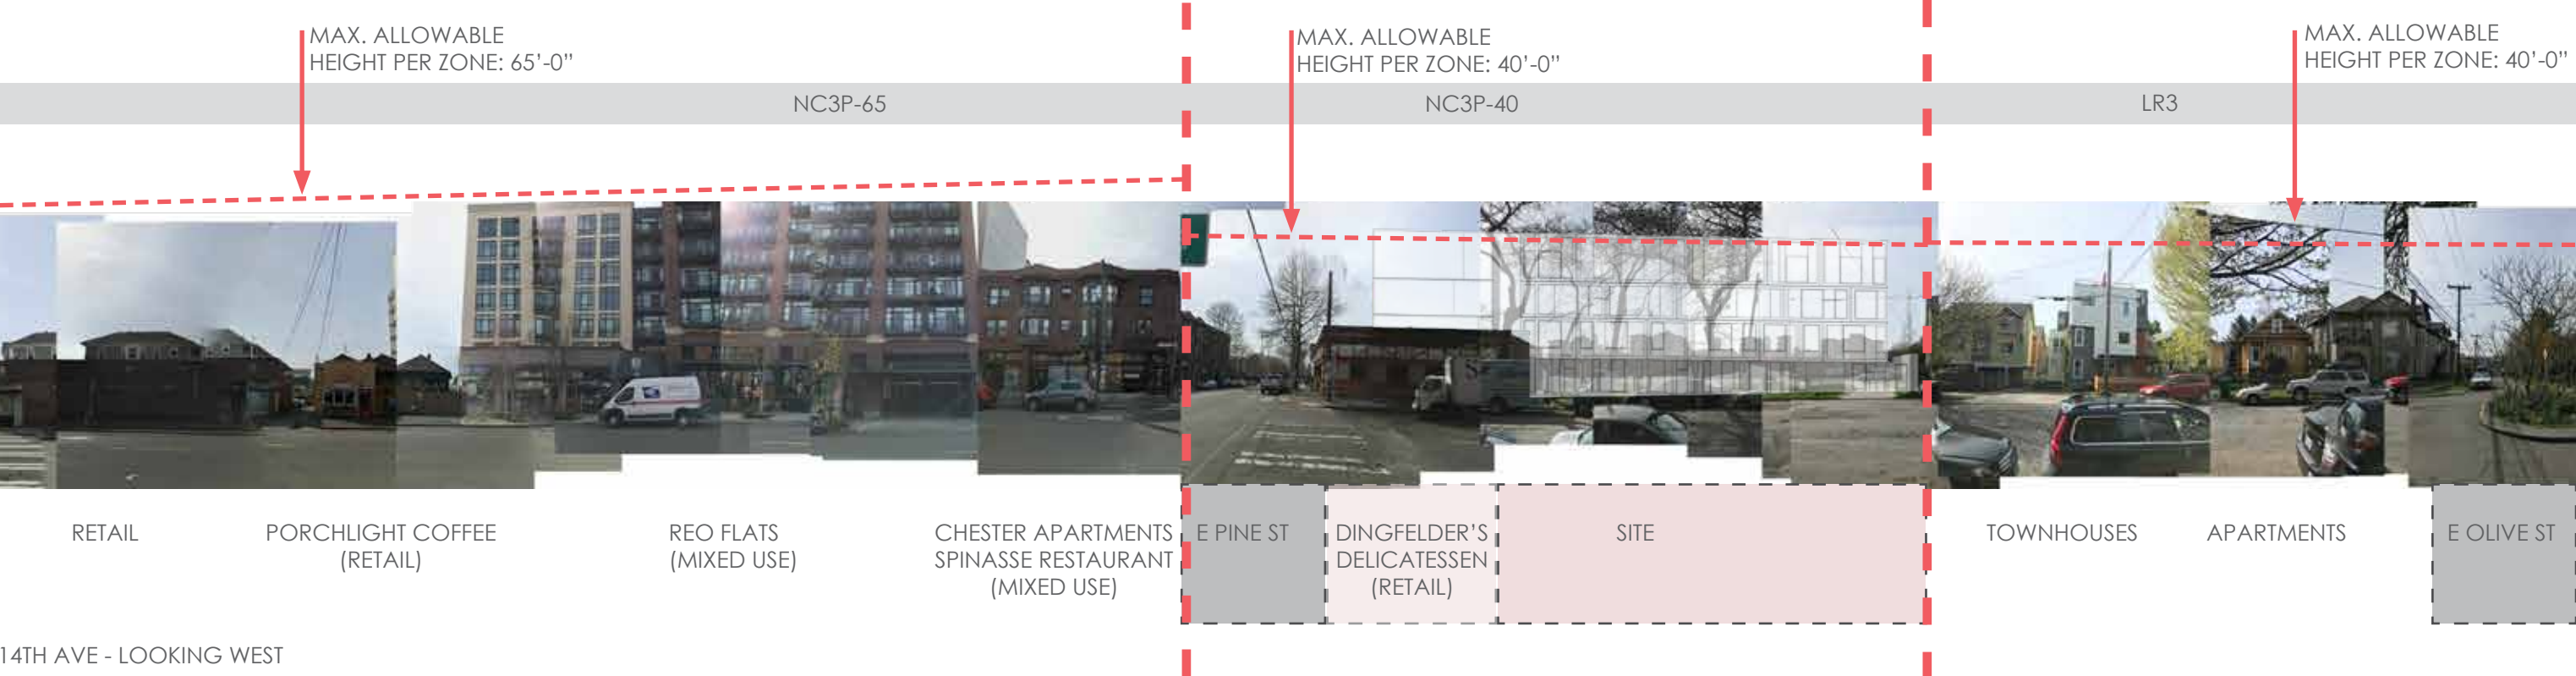 MAX. ALLOWABLE
HEIGHT PER ZONE: 65’-0”
MAX. ALLOWABLE
HEIGHT PER ZONE: 40’-0”
MAX. ALLOWABLE
HEIGHT PER ZONE: 40’-0”
NC3P-65
NC3P-40
LR3
RETAIL
PORCHLIGHT COFFEE
(RETAIL)
REO FLATS
(MIXED USE)
CHESTER APARTMENTS
SPINASSE RESTAURANT
(MIXED USE)
E PINE ST
DINGFELDER’S
DELICATESSEN
(RETAIL)
SITE
TOWNHOUSES
APARTMENTS
E OLIVE ST
14TH AVE - LOOKING WEST